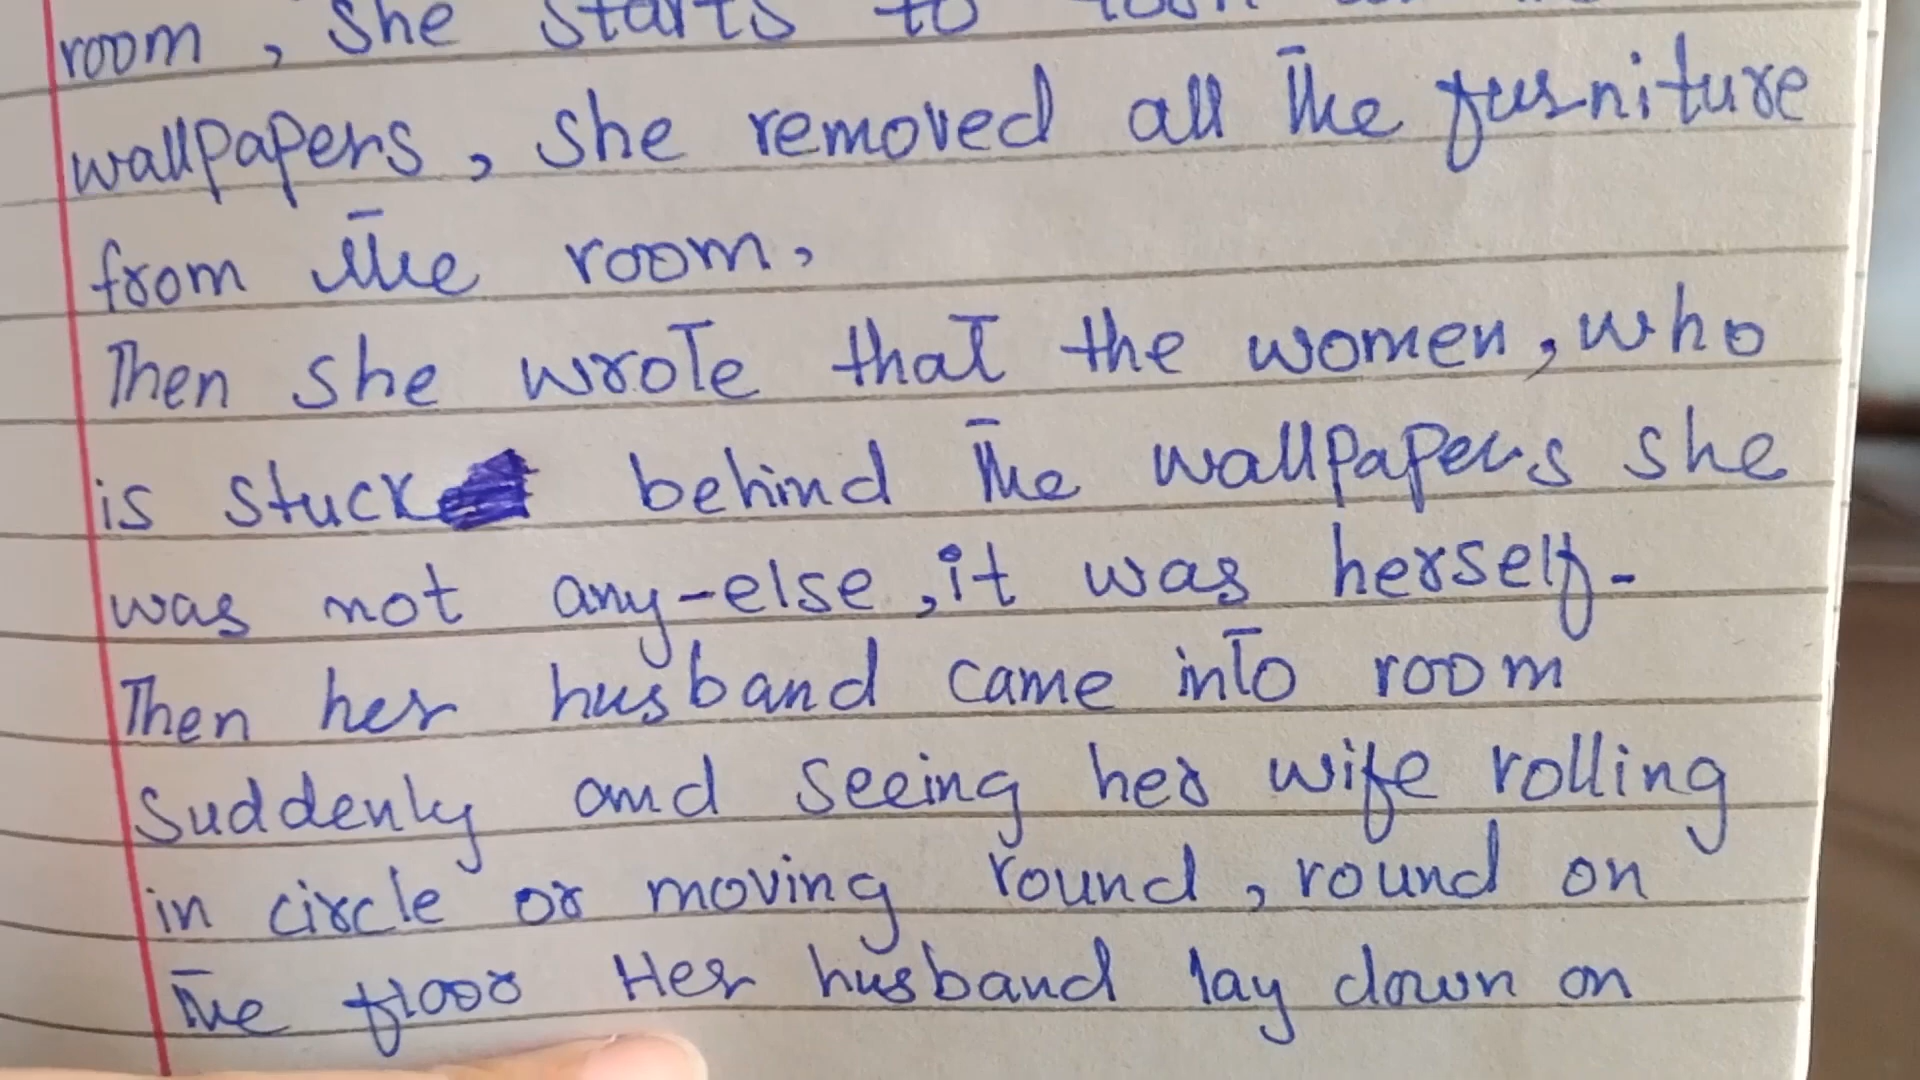 room, She starts to
wallpapers, she removed all the furniture
from the room,
Then she wrote that the women, who
is stuck behind the wallpapers she
was not any-else, it was herself-
Then her husband came into room
Suddenly and seeing her wife rolling
in circle or moving round, round on
the floor Her husband lay down on